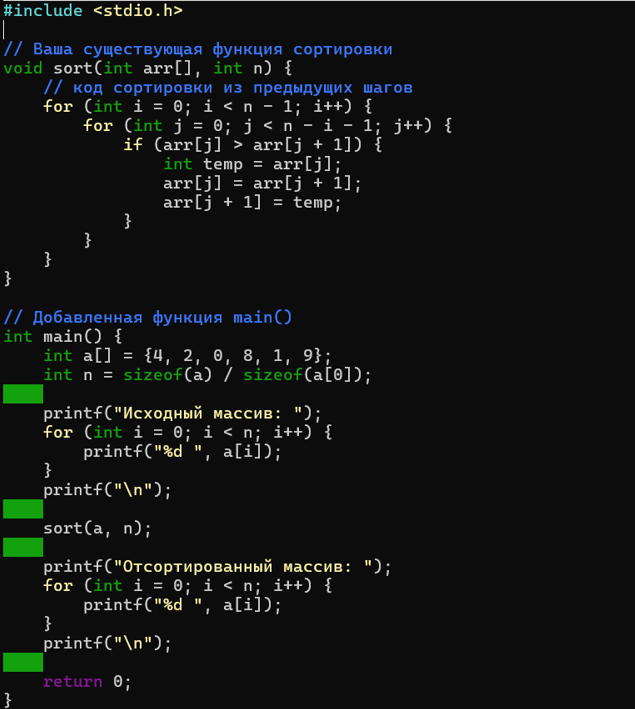 #include <stdio.h>

// Ваша существующая функция сортировки
void sort(int arr[], int n) {
    // код сортировки из предыдущих шагов
    for (int i = 0; i < n - 1; i++) {
        for (int j = 0; j < n - i - 1; j++) {
            if (arr[j] > arr[j + 1]) {
                int temp = arr[j];
                arr[j] = arr[j + 1];
                arr[j + 1] = temp;
            }
        }
    }
}

// Добавленная функция main()
int main() {
    int a[] = {4, 2, 0, 8, 1, 9};
    int n = sizeof(a) / sizeof(a[0]);

    printf("Исходный массив: ");
    for (int i = 0; i < n; i++) {
        printf("%d ", a[i]);
    }
    printf("\n");

    sort(a, n);

    printf("Отсортированный массив: ");
    for (int i = 0; i < n; i++) {
        printf("%d ", a[i]);
    }
    printf("\n");

    return 0;
}